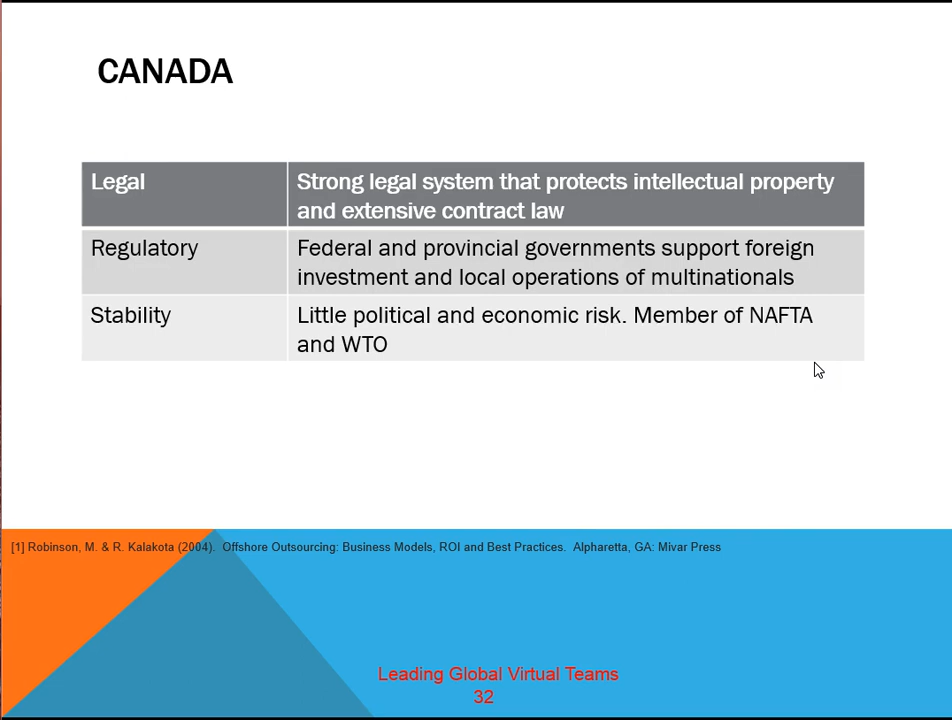 CANADA
Legal
Strong legal system that protects intellectual property
and extensive contract law
Regulatory
Federal and provincial governments support foreign
investment and local operations of multinationals
Stability
Little political and economic risk. Member of NAFTA
and WTO
[1] Robinson, M. & R. Kalakota (2004).  Offshore Outsourcing: Business Models, ROI and Best Practices.  Alpharetta, GA: Mivar Press
Leading Global Virtual Teams
32